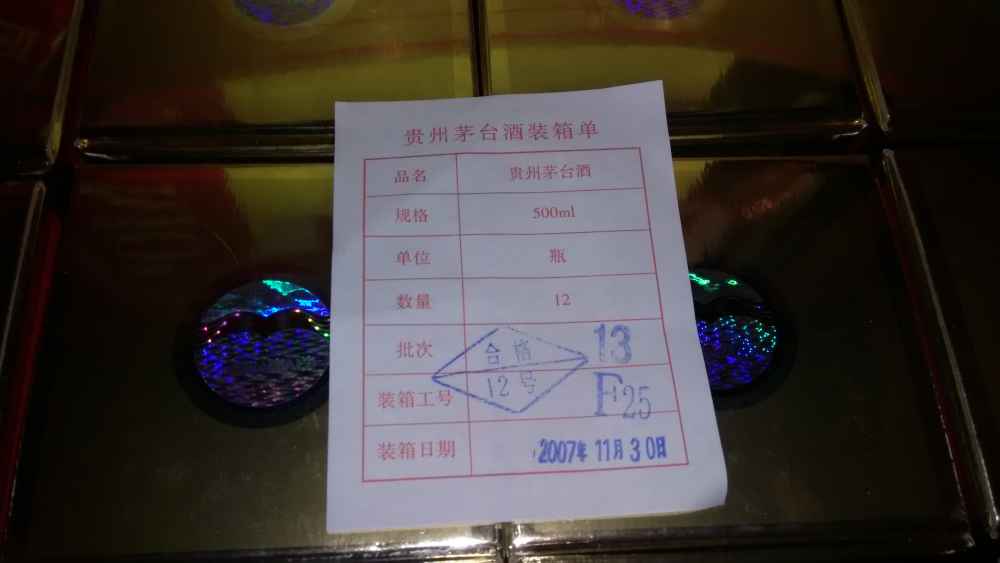 贵州茅台酒装箱单
品名 贵州茅台酒
规格 500ml
单位 瓶
数量 12
批次 13
合格
12号
装箱工号 F25
装箱日期 2007年11月30日